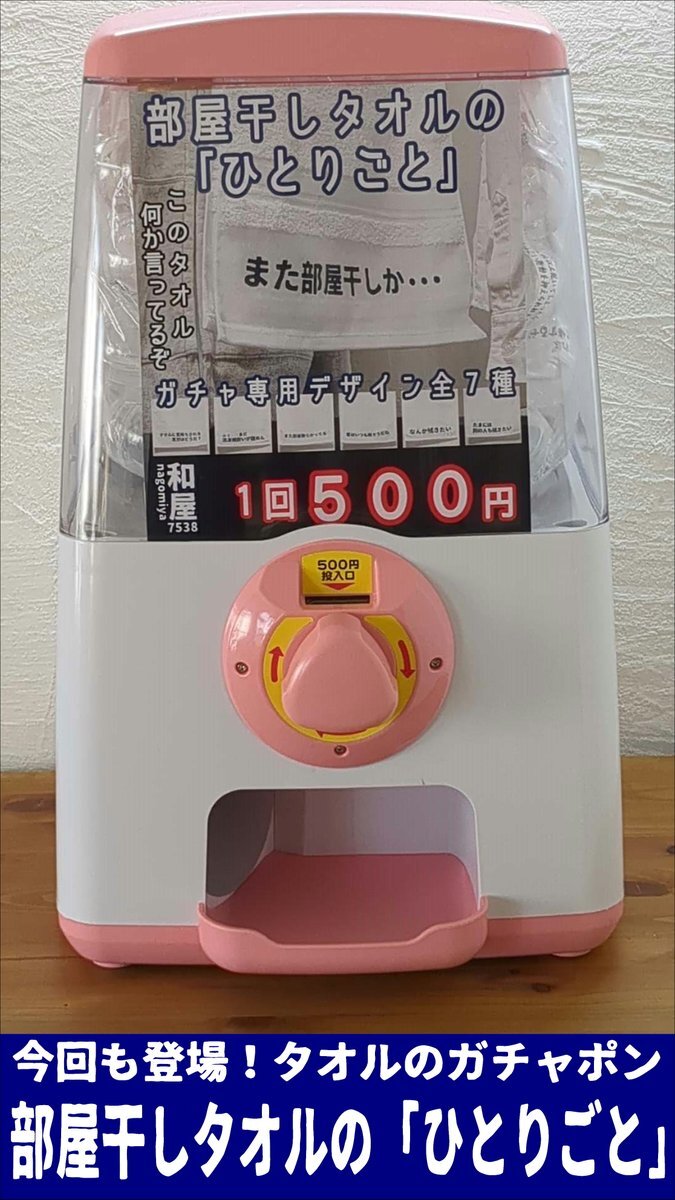 部屋干しタオルの
「ひとりごと」
このタオル
何か言ってるぞ
また部屋干しか・・・
ガチャ専用デザイン全7種
なんか拭きたい
和屋
nagomiya
7538
1回500円
500円
投入口
今回も登場！タオルのガチャポン
部屋干しタオルの「ひとりごと」